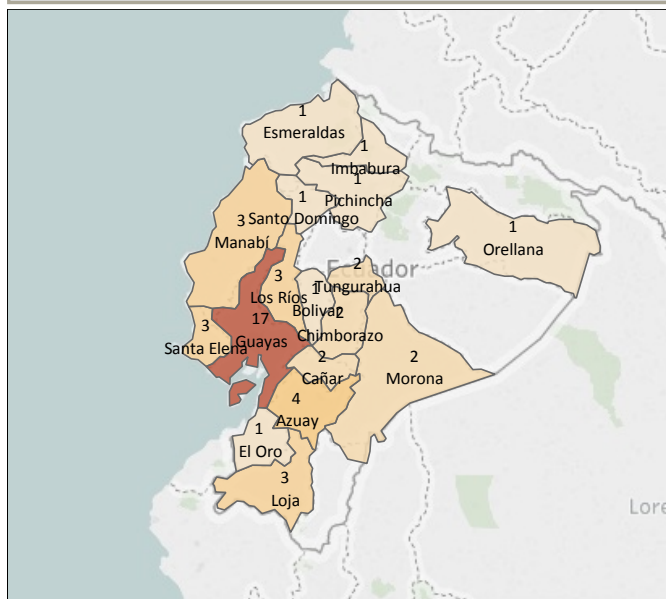 1
Esmeraldas
1
Imbabura
1
Pichincha
1
Santo Domingo
3
Manabí
1
Orellana
Ecuador
2
Tungurahua
3
Los Ríos
1
Bolivar
2
Chimborazo
17
Guayas
3
Santa Elena
2
Cañar
2
Morona
4
Azuay
1
El Oro
3
Loja
Lore